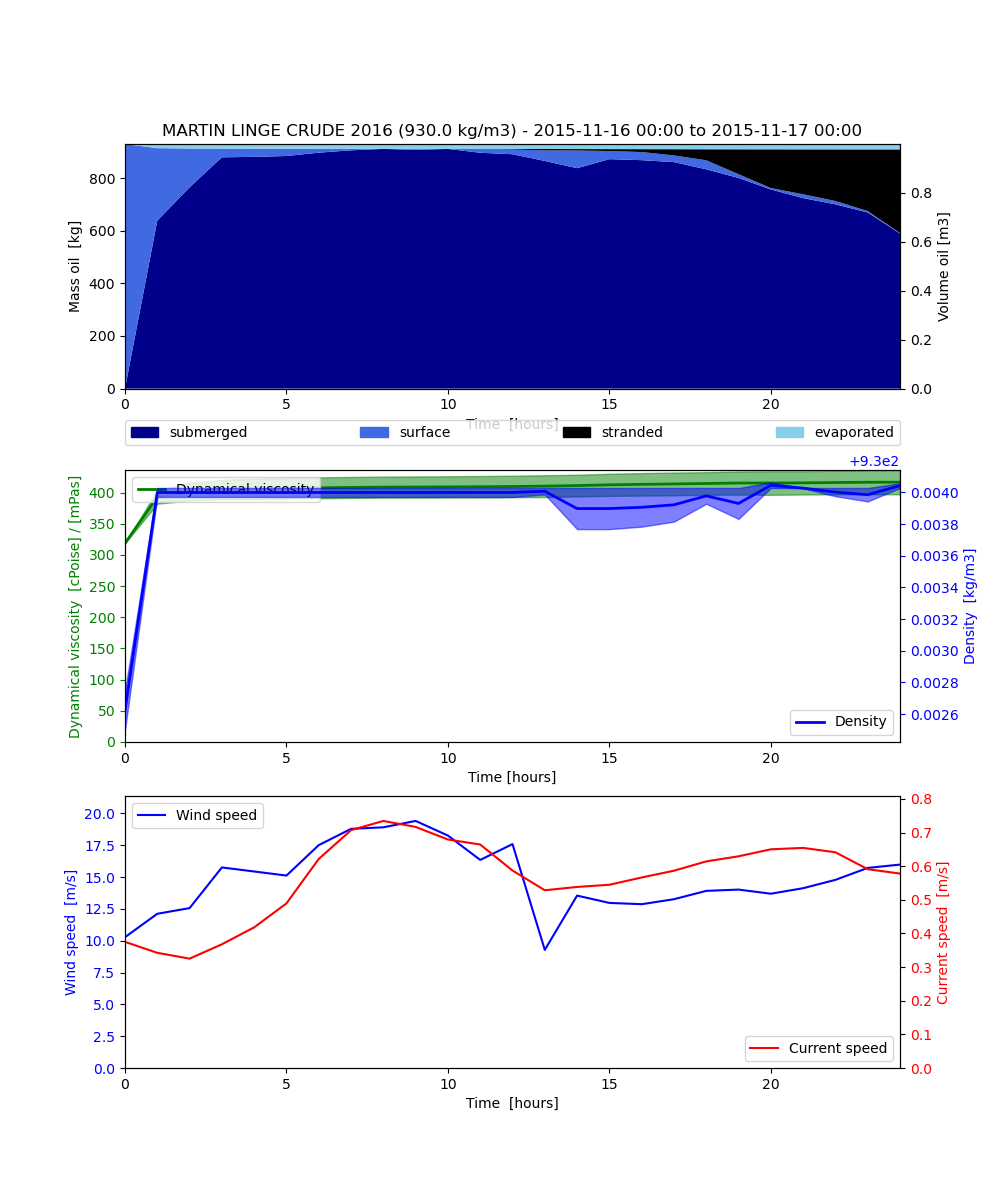 MARTIN LINGE CRUDE 2016 (930.0 kg/m3) - 2015-11-16 00:00 to 2015-11-17 00:00
Mass oil [kg]
800
600
400
200
0
Volume oil [m3]
0.8
0.6
0.4
0.2
0.0
0 5 10 15 20
Time [hours]
submerged surface stranded evaporated
+9.3e2
Dynamical viscosity [cPoise] / [mPas]
400
350
300
250
200
150
100
50
0
Dynamical viscosity
Density [kg/m3]
0.0040
0.0038
0.0036
0.0034
0.0032
0.0030
0.0028
0.0026
Density
0 5 10 15 20
Time [hours]
Wind speed [m/s]
20.0
17.5
15.0
12.5
10.0
7.5
5.0
2.5
0.0
Wind speed
Current speed [m/s]
0.8
0.7
0.6
0.5
0.4
0.3
0.2
0.1
0.0
Current speed
0 5 10 15 20
Time [hours]